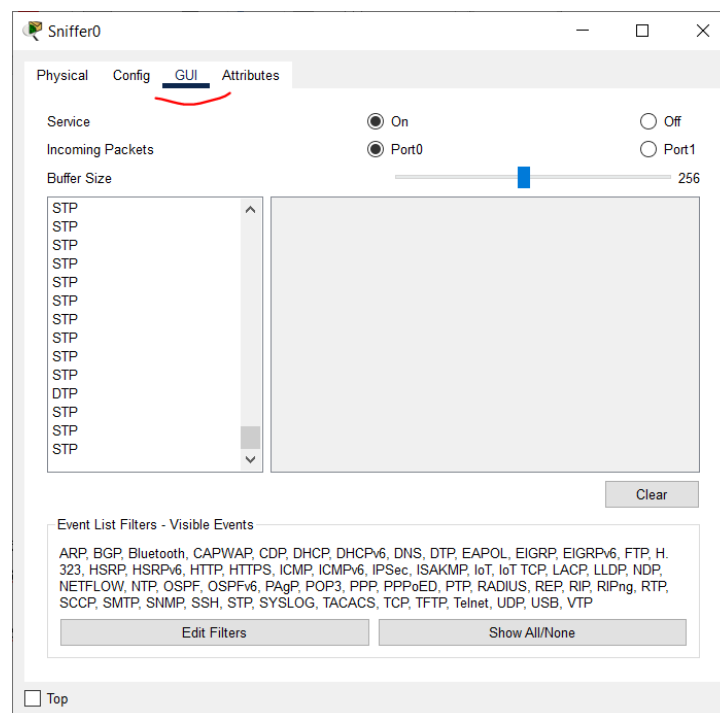 Sniffer0
Physical Config GUI Attributes
Service On Off
Incoming Packets Port0 Port1
Buffer Size 256
STP
STP
STP
STP
STP
STP
STP
STP
STP
STP
DTP
STP
STP
STP
Clear
Event List Filters - Visible Events
ARP, BGP, Bluetooth, CAPWAP, CDP, DHCP, DHCPv6, DNS, DTP, EAPOL, EIGRP, EIGRPv6, FTP, H.
323, HSRP, HSRPv6, HTTP, HTTPS, ICMP, ICMPv6, IPSec, ISAKMP, IoT, IoT TCP, LACP, LLDP, NDP,
NETFLOW, NTP, OSPF, OSPFv6, PAgP, POP3, PPP, PPPoED, PTP, RADIUS, REP, RIP, RIPng, RTP,
SCCP, SMTP, SNMP, SSH, STP, SYSLOG, TACACS, TCP, TFTP, Telnet, UDP, USB, VTP
Edit Filters Show All/None
Top